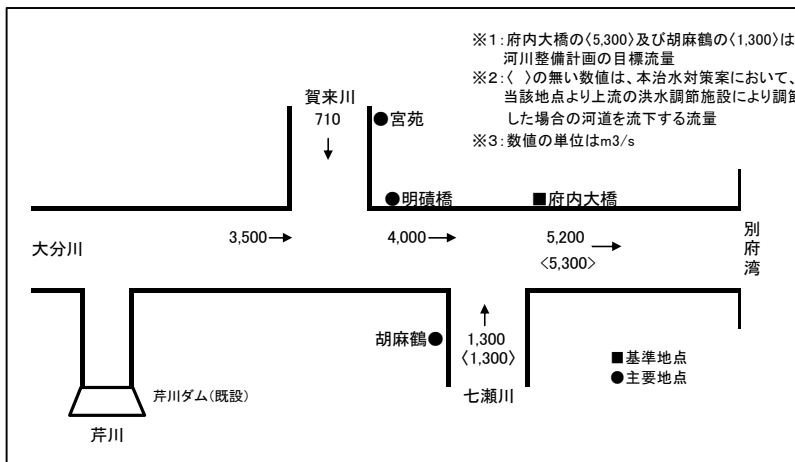 ※1:府内大橋の〈5,300〉及び胡麻鶴の〈1,300〉は
河川整備計画の目標流量
※2:〈 〉の無い数値は、本治水対策案において、
当該地点より上流の洪水調節施設により調節
した場合の河道を流下する流量
※3:数値の単位はm3/s
賀来川
710
●宮苑
●明磧橋
■府内大橋
大分川
3,500
4,000
5,200
〈5,300〉
別府湾
胡麻鶴●
1,300
〈1,300〉
■基準地点
●主要地点
七瀬川
芹川ダム(既設)
芹川